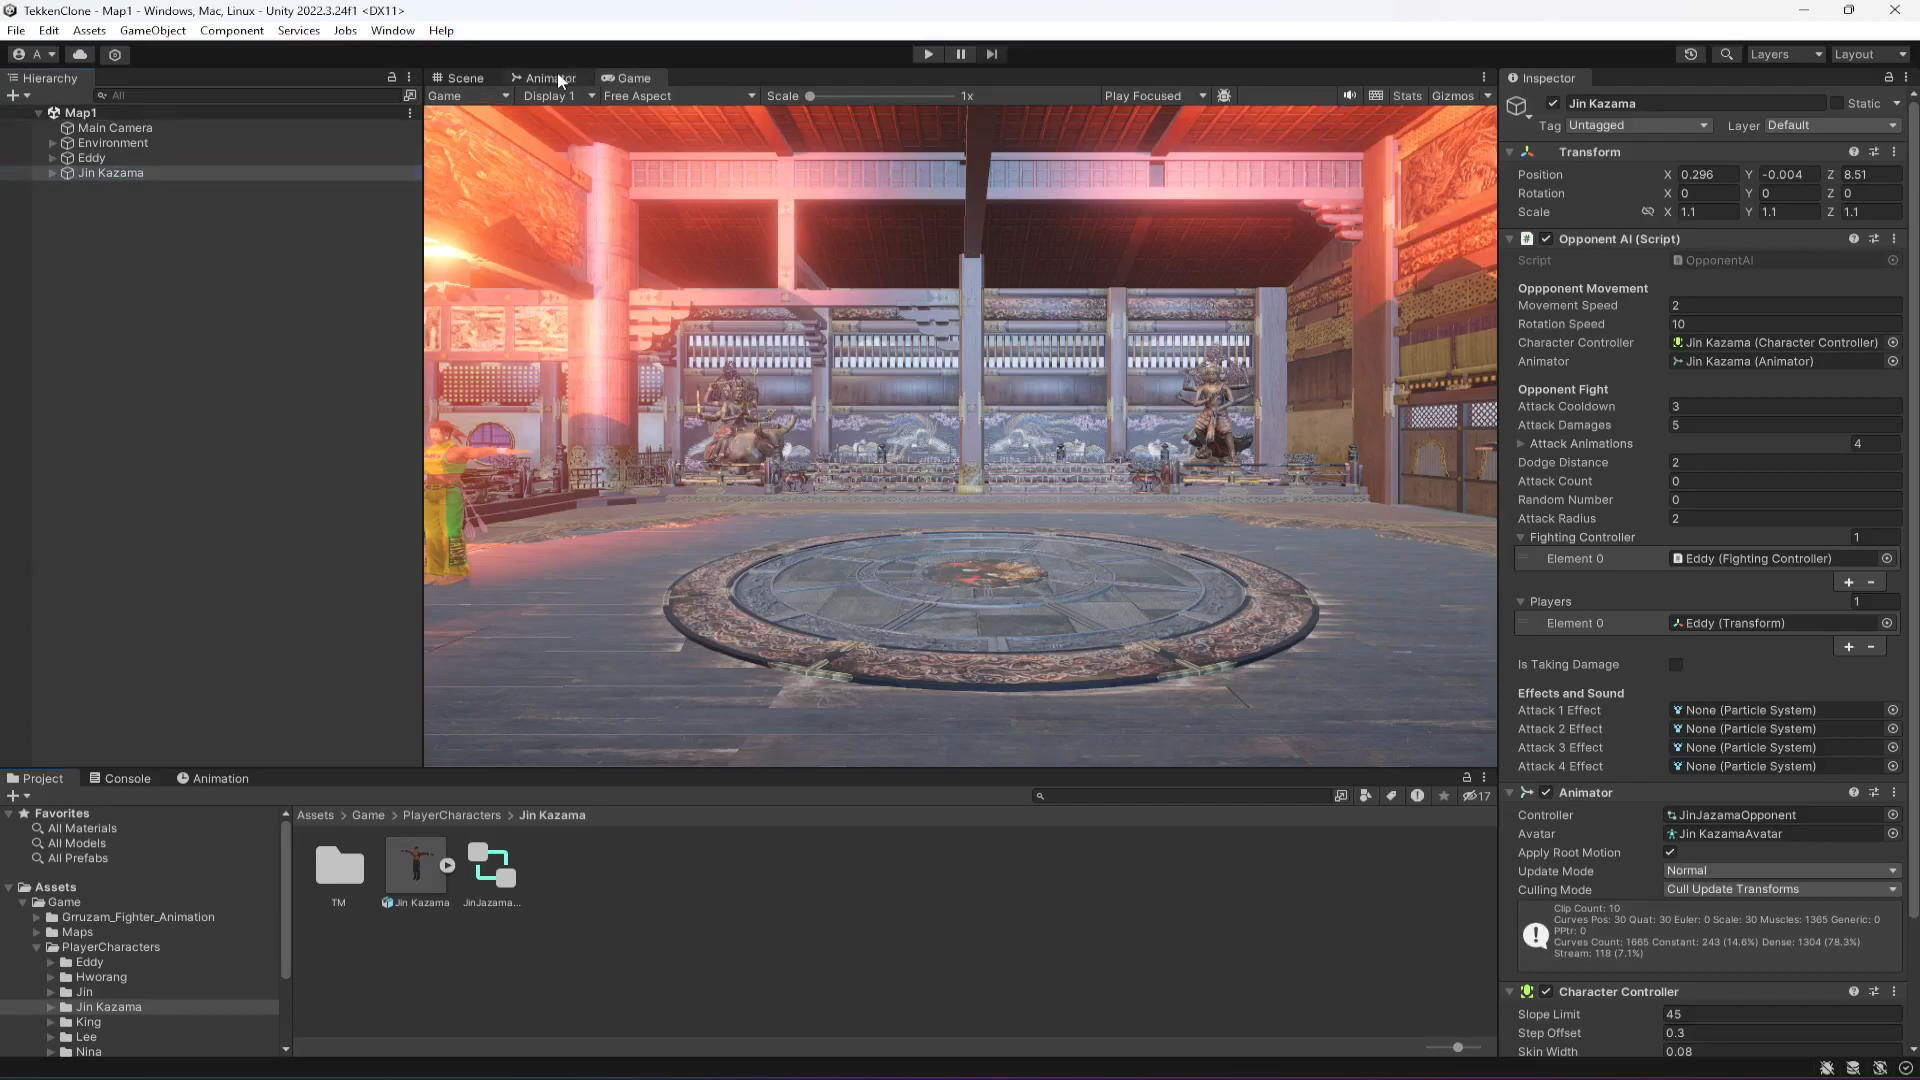 TekkenClone - Map1 - Windows, Mac, Linux - Unity 2022.3.24f1 <DX11>
File Edit Assets GameObject Component Services Jobs Window Help
A Layers Layout
Hierarchy
All
Map1
Main Camera
Environment
Eddy
Jin Kazama
Scene Animator Game
Game Display 1 Free Aspect Scale 1x Play Focused Stats Gizmos
Inspector
Jin Kazama Static
Tag Untagged Layer Default
Transform
Position X 0.296 Y -0.004 Z 8.51
Rotation X 0 Y 0 Z 0
Scale X 1.1 Y 1.1 Z 1.1
# Opponent AI (Script)
Script OpponentAI
Oppponent Movement
Movement Speed 2
Rotation Speed 10
Character Controller Jin Kazama (Character Controller)
Animator Jin Kazama (Animator)
Opponent Fight
Attack Cooldown 3
Attack Damages 5
Attack Animations 4
Dodge Distance 2
Attack Count 0
Random Number 0
Attack Radius 2
Fighting Controller 1
Element 0 Eddy (Fighting Controller)
+ -
Players 1
Element 0 Eddy (Transform)
+ -
Is Taking Damage
Effects and Sound
Attack 1 Effect None (Particle System)
Attack 2 Effect None (Particle System)
Attack 3 Effect None (Particle System)
Attack 4 Effect None (Particle System)
Animator
Controller JinJazamaOpponent
Avatar Jin KazamaAvatar
Apply Root Motion
Update Mode Normal
Culling Mode Cull Update Transforms
Clip Count: 10
Curves Pos: 30 Quat: 30 Euler: 0 Scale: 30 Muscles: 1365 Generic: 0
PPtr: 0
Curves Count: 1665 Constant: 243 (14.6%) Dense: 1304 (78.3%)
Stream: 118 (7.1%)
Character Controller
Slope Limit 45
Step Offset 0.3
Skin Width 0.08
Project Console Animation
17
Favorites
All Materials
All Models
All Prefabs
Assets
Game
Grruzam_Fighter_Animation
Maps
PlayerCharacters
Eddy
Hworang
Jin
Jin Kazama
King
Lee
Nina
Assets > Game > PlayerCharacters > Jin Kazama
TM Jin Kazama JinJazama...